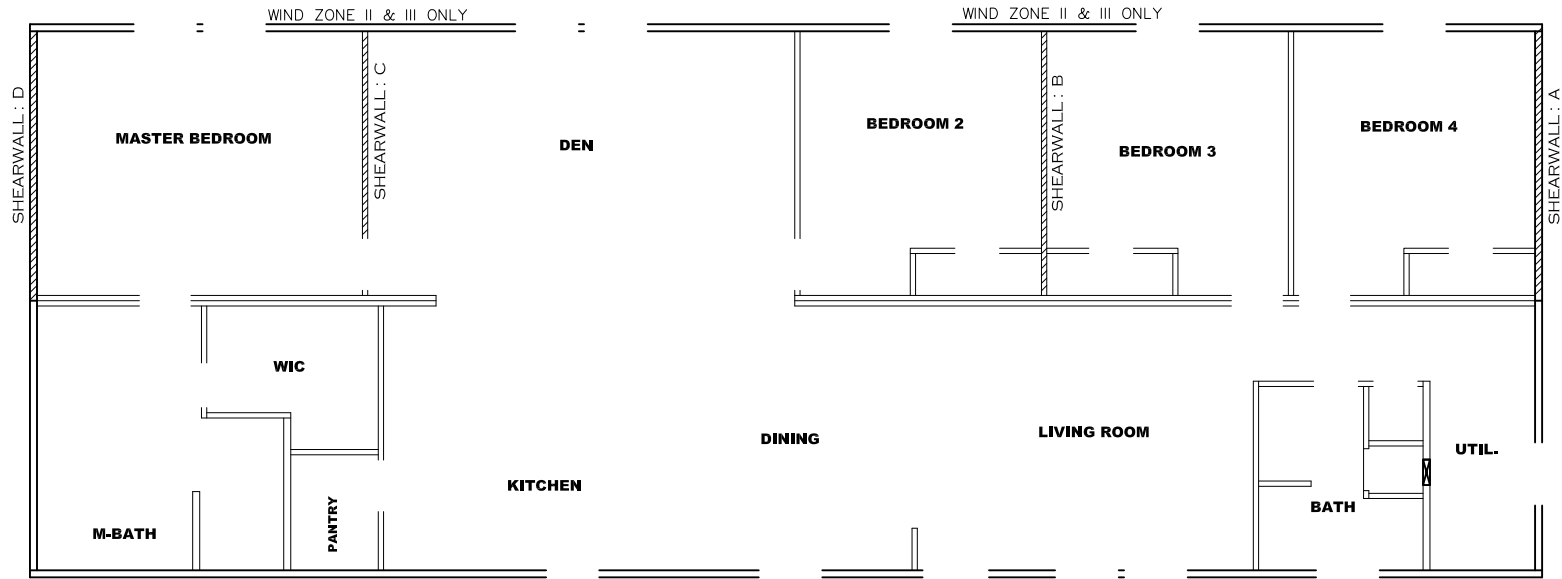 WIND ZONE II & III ONLY
WIND ZONE II & III ONLY
SHEARWALL: D
MASTER BEDROOM
SHEARWALL: C
DEN
BEDROOM 2
SHEARWALL: B
BEDROOM 3
BEDROOM 4
SHEARWALL: A
WIC
DINING
LIVING ROOM
UTIL.
KITCHEN
PANTRY
BATH
M-BATH